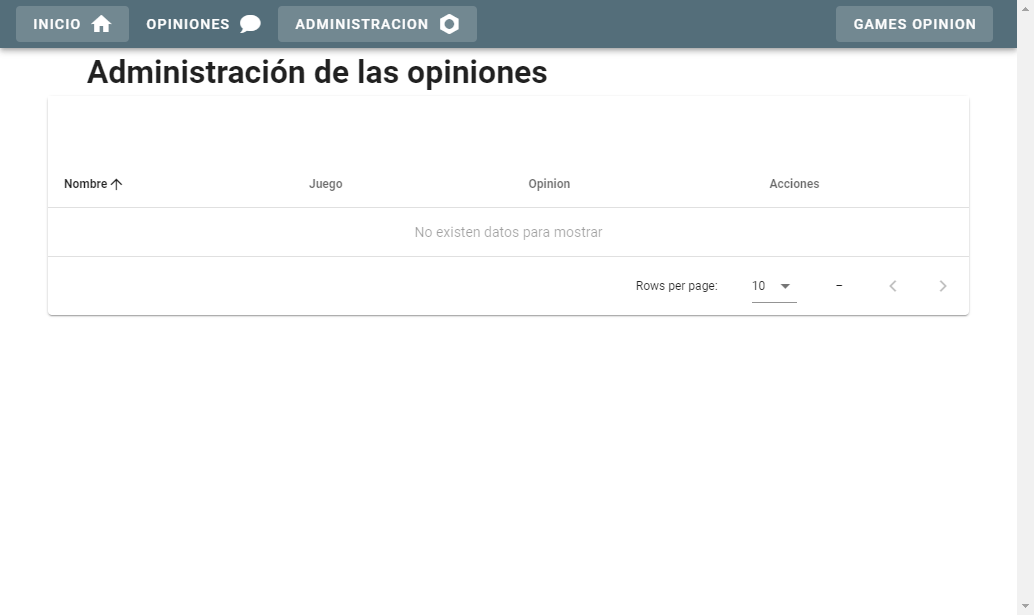 INICIO OPINIONES ADMINISTRACION GAMES OPINION
Administración de las opiniones
Nombre Juego Opinion Acciones
No existen datos para mostrar
Rows per page: 10 –